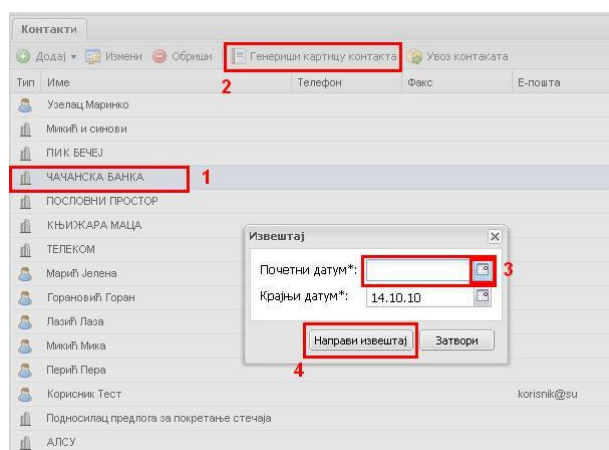 Контакти
Додај Измени Обриши Генериши картицу контакта Увоз контаката
Тип Име Телефон Факс Е-пошта
2
Узелац Маринко
Микић и синови
ПИК БЕЧЕЈ
ЧАЧАНСКА БАНКА 1
ПОСЛОВНИ ПРОСТОР
КЊИЖАРА МАЦА
ТЕЛЕКОМ
Марић Јелена
Горановић Горан
Лазић Лаза
Микић Мика
Перић Пера
Корисник Тест korisnik@su
Подносилац предлога за покретање стечаја
АЛСУ
Извештај
Почетни датум*: 3
Крајњи датум*: 14.10.10
Направи извештај Затвори
4